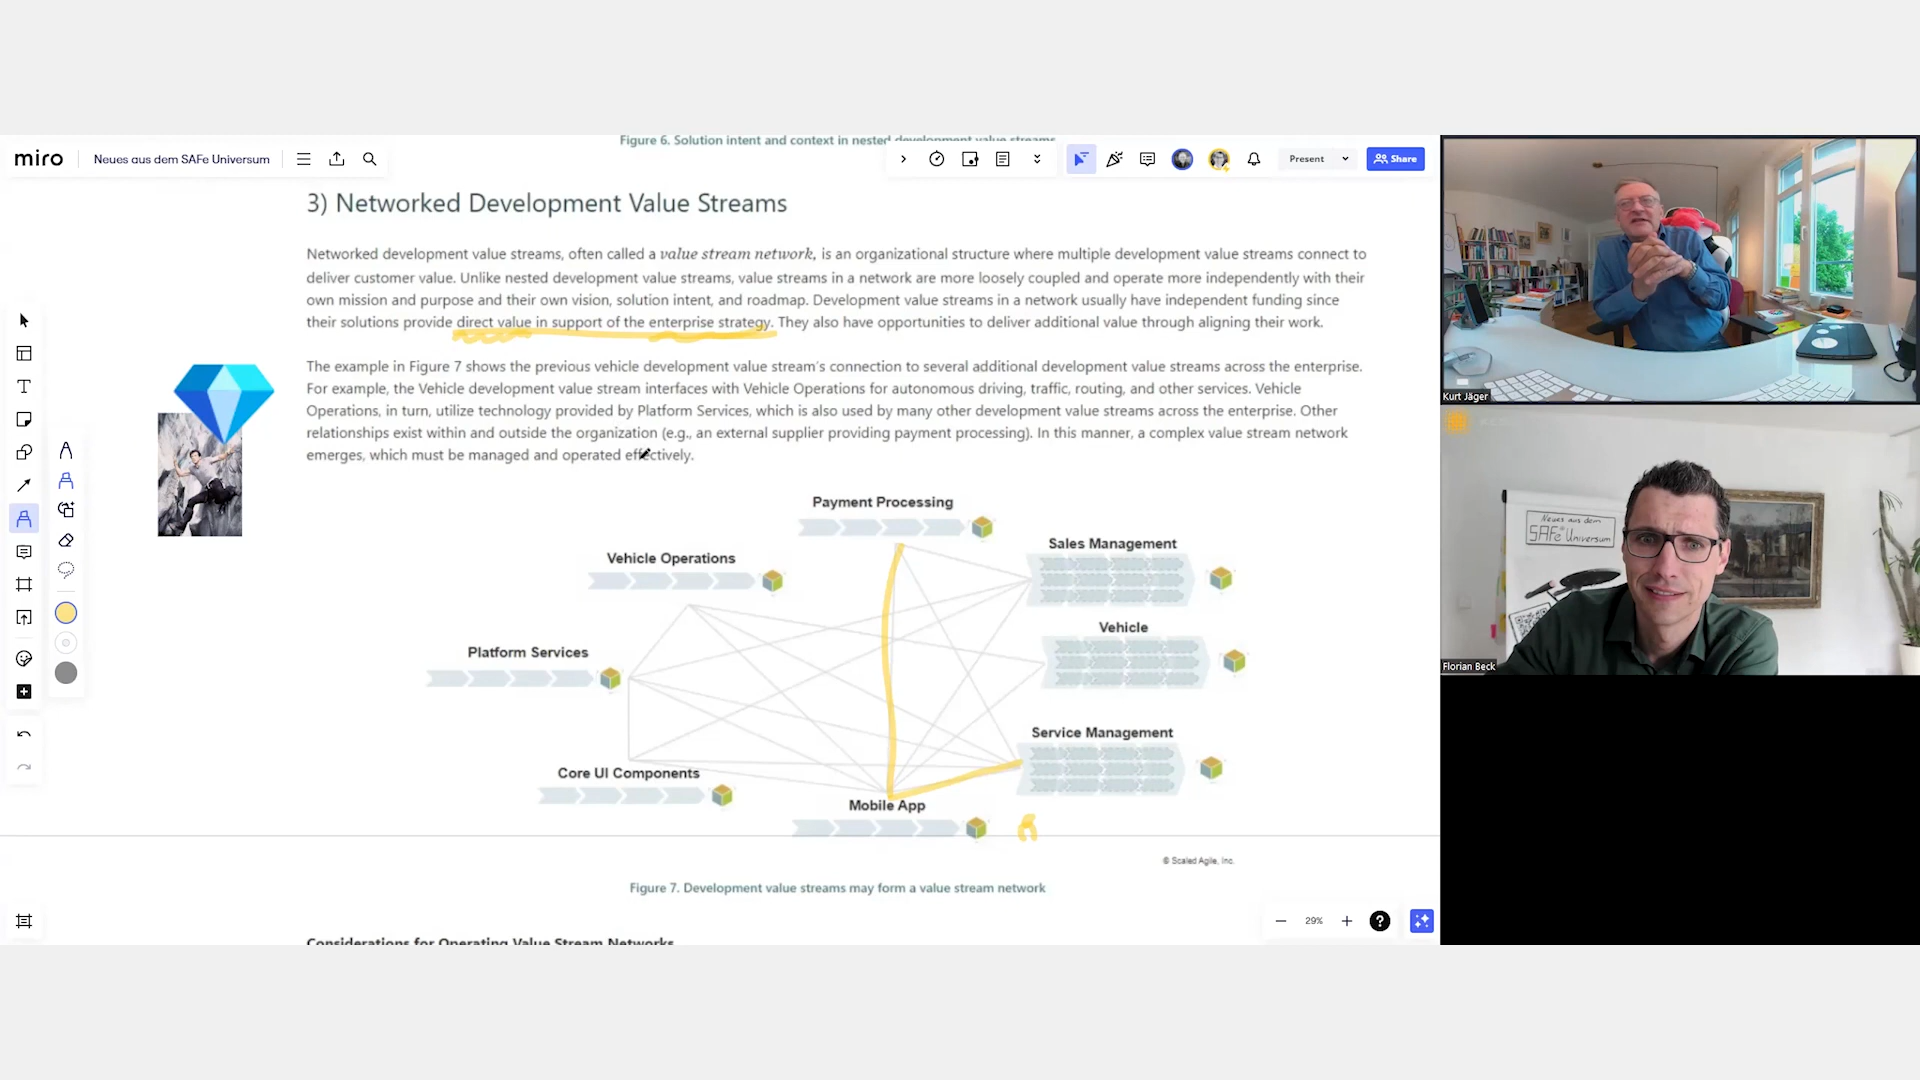 Figure 6. Solution intent and context in nested development value streams
miro
Neues aus dem SAFe Universum
Present
Share
3) Networked Development Value Streams
Networked development value streams, often called a value stream network, is an organizational structure where multiple development value streams connect to
deliver customer value. Unlike nested development value streams, value streams in a network are more loosely coupled and operate more independently with their
own mission and purpose and their own vision, solution intent, and roadmap. Development value streams in a network usually have independent funding since
their solutions provide direct value in support of the enterprise strategy. They also have opportunities to deliver additional value through aligning their work.
The example in Figure 7 shows the previous vehicle development value stream's connection to several additional development value streams across the enterprise.
For example, the Vehicle development value stream interfaces with Vehicle Operations for autonomous driving, traffic, routing, and other services. Vehicle
Operations, in turn, utilize technology provided by Platform Services, which is also used by many other development value streams across the enterprise. Other
relationships exist within and outside the organization (e.g., an external supplier providing payment processing). In this manner, a complex value stream network
emerges, which must be managed and operated effectively.
Payment Processing
Sales Management
Vehicle Operations
Vehicle
Platform Services
Service Management
Core UI Components
Mobile App
© Scaled Agile, Inc.
Figure 7. Development value streams may form a value stream network
29%
Considerations for Operating Value Stream Networks
Kurt Jäger
Neues aus dem
SAFe Universum
Florian Beck